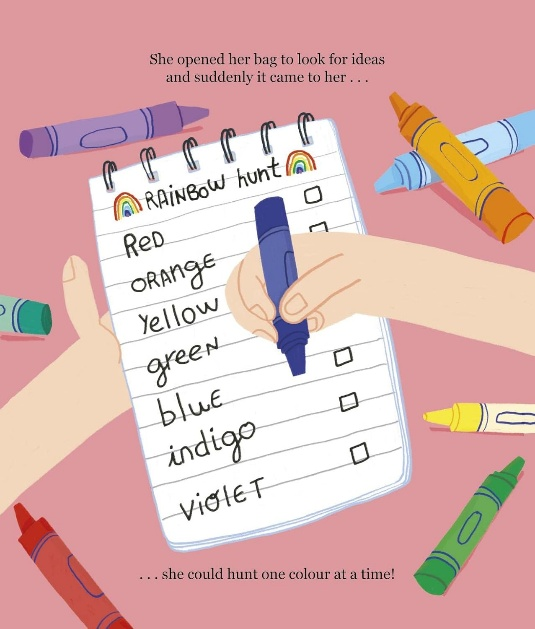 She opened her bag to look for ideas
and suddenly it came to her . . .
RAINBOW hunt
Red
ORANGE
Yellow
green
blue
indigo
VIOLET
. . . she could hunt one colour at a time!